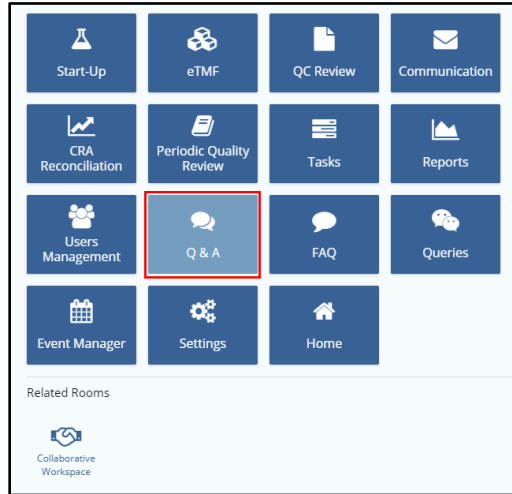 Start-Up
eTMF
QC Review
Communication
CRA
Reconciliation
Periodic Quality
Review
Tasks
Reports
Users
Management
Q & A
FAQ
Queries
Event Manager
Settings
Home
Related Rooms
Collaborative
Workspace